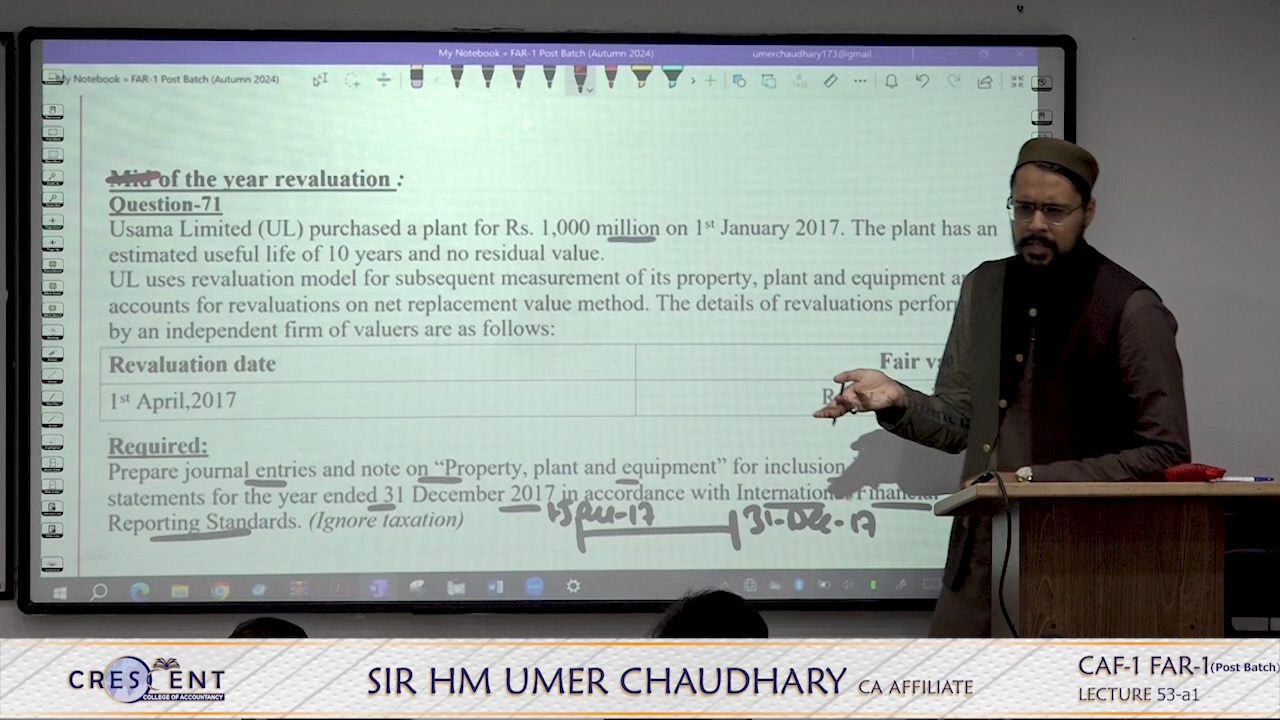 My Notebook » FAR-1 Post Batch (Autumn 2024) umerchaudhary173@gmail...
My Notebook » FAR-1 Post Batch (Autumn 2024)
Mid of the year revaluation :
Question-71
Usama Limited (UL) purchased a plant for Rs. 1,000 million on 1st January 2017. The plant has an
estimated useful life of 10 years and no residual value.
UL uses revaluation model for subsequent measurement of its property, plant and equipment
accounts for revaluations on net replacement value method. The details of revaluations
by an independent firm of valuers are as follows:
Revaluation date Fair
1st April,2017
Required:
Prepare journal entries and note on “Property, plant and equipment” for inclusion
statements for the year ended 31 December 2017 in accordance with International Financial
Reporting Standards. (Ignore taxation)
31-Dec-17
CRESCENT
COLLEGE OF ACCOUNTANCY
SIR HM UMER CHAUDHARY CA AFFILIATE
CAF-1 FAR-1(Post Batch)
LECTURE 53-a1